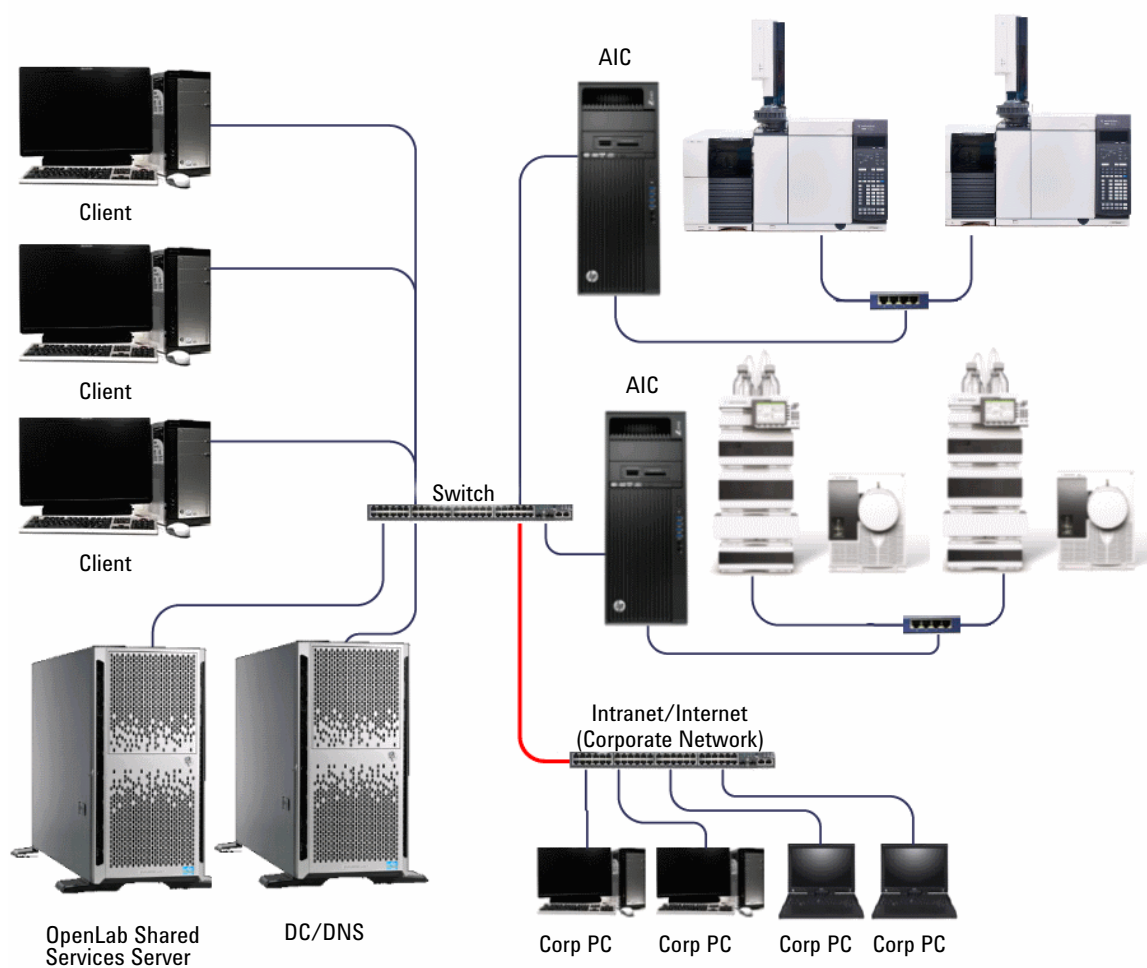 AIC
Client
Client
AIC
Switch
Client
Intranet/Internet
(Corporate Network)
OpenLab Shared
Services Server
DC/DNS
Corp PC
Corp PC
Corp PC
Corp PC